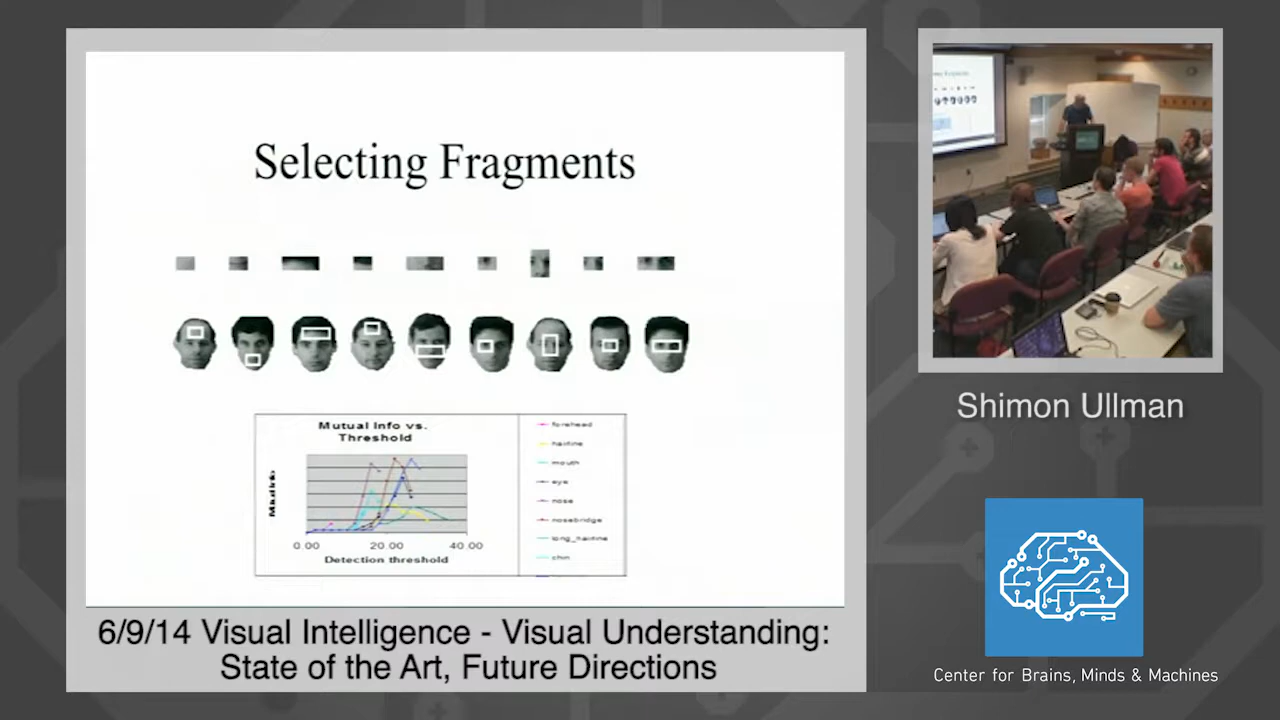 Selecting Fragments
Mutual Info vs.
Threshold
forehead
hairline
mouth
eye
nose
nosebridge
long_hairline
chin
0.00 20.00 40.00
Detection threshold
6/9/14 Visual Intelligence - Visual Understanding:
State of the Art, Future Directions
Shimon Ullman
Center for Brains, Minds & Machines